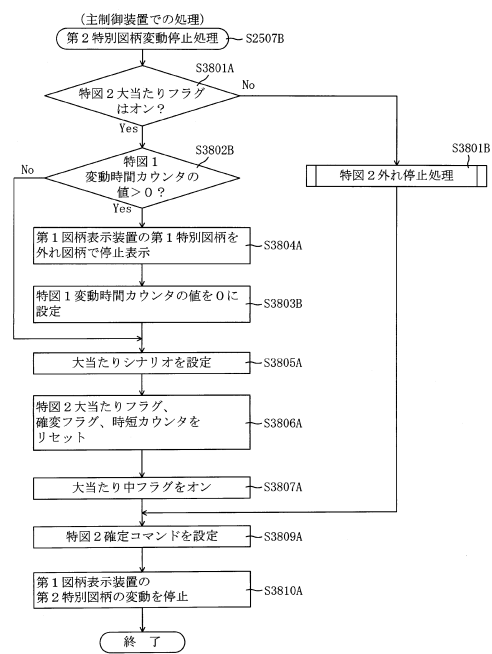 (主制御装置での処理)
第2特別図柄変動停止処理
S2507B
特図2大当たりフラグ
はオン？
S3801A
No
Yes
特図1
変動時間カウンタの
値＞0？
S3802B
No
Yes
特図2外れ停止処理
S3801B
第1図柄表示装置の第1特別図柄を
外れ図柄で停止表示
S3804A
特図1変動時間カウンタの値を0に
設定
S3803B
大当たりシナリオを設定
S3805A
特図2大当たりフラグ、
確変フラグ、時短カウンタを
リセット
S3806A
大当たり中フラグをオン
S3807A
特図2確定コマンドを設定
S3809A
第1図柄表示装置の
第2特別図柄の変動を停止
S3810A
終 了